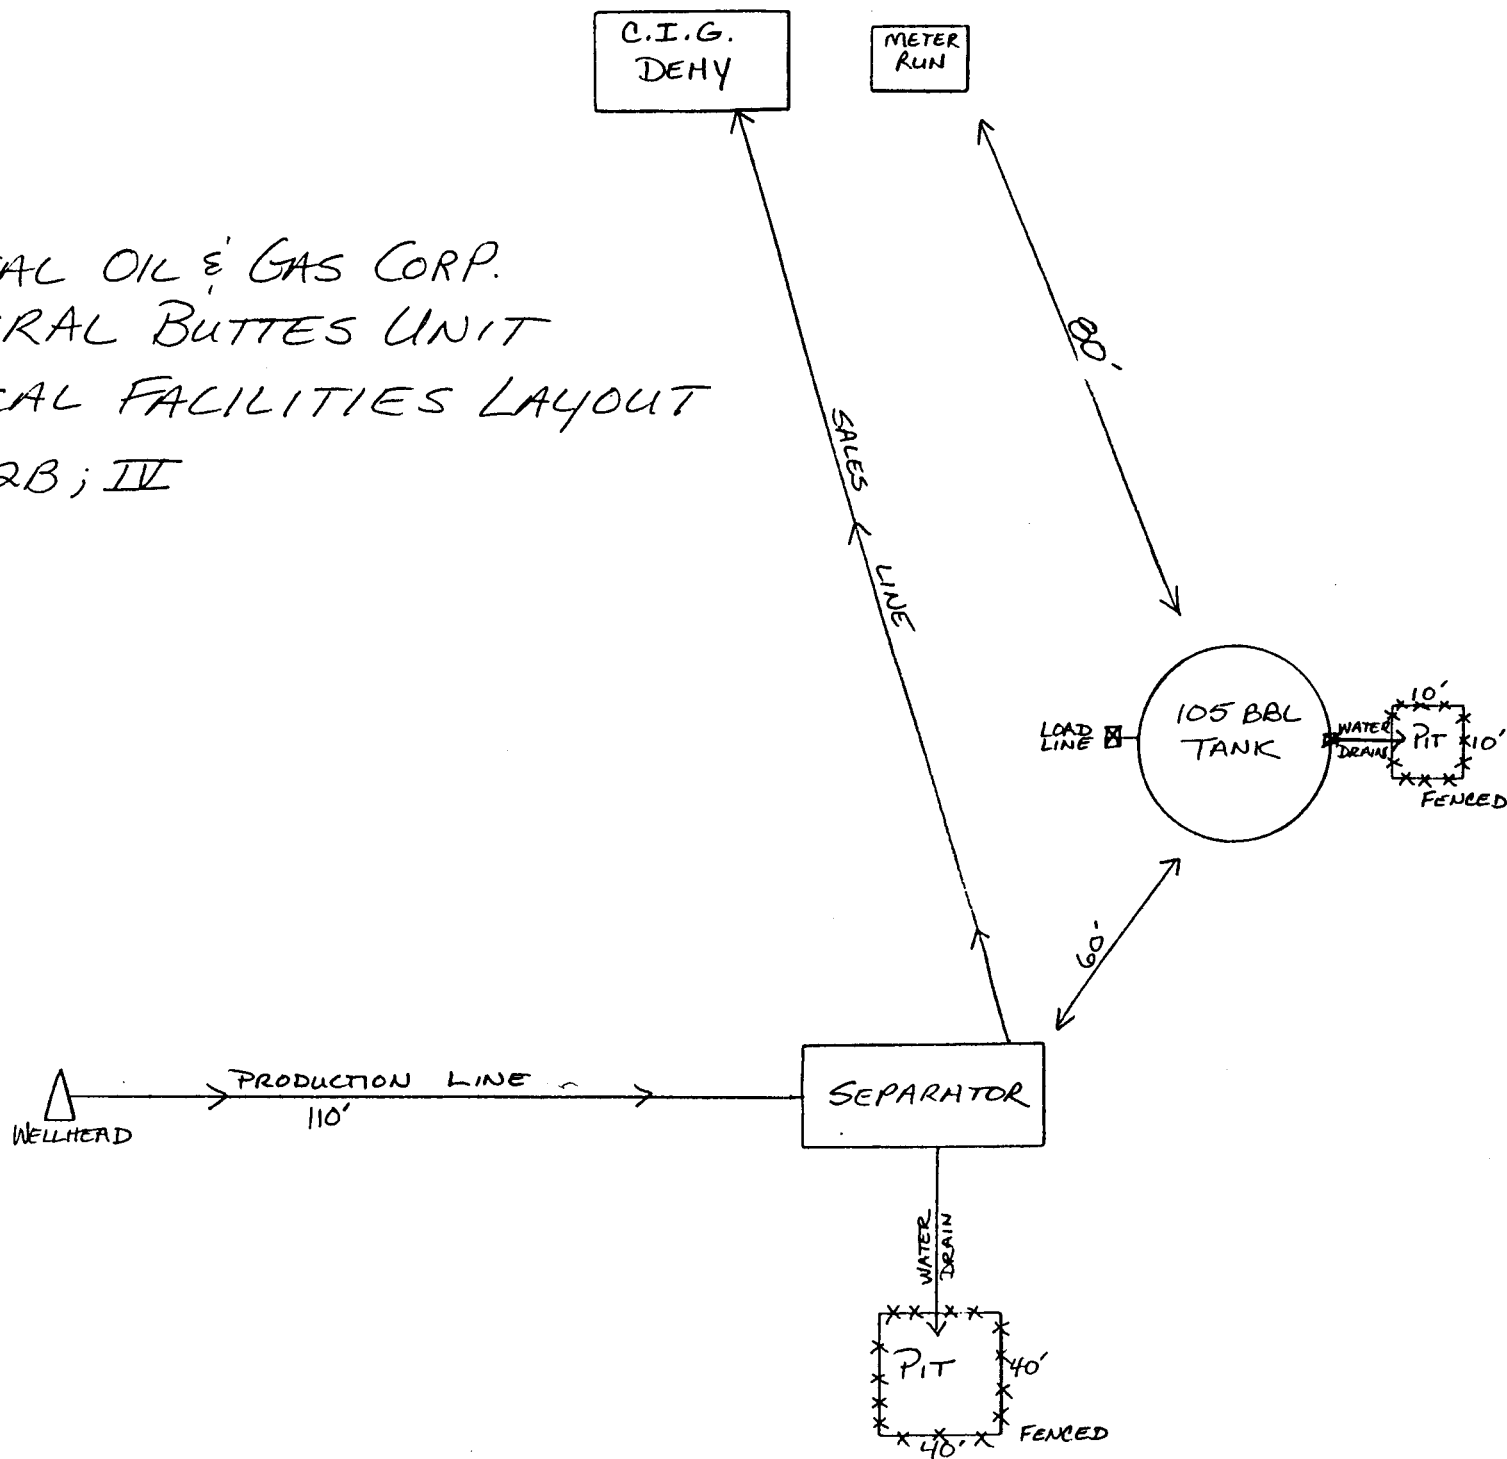 C.I.G.
DEHY
METER
RUN
AL OIL & GAS CORP.
RAL BUTTES UNIT
CAL FACILITIES LAYOUT
2B; IV
80'
SALES
LINE
LOAD
LINE
105 BBL
TANK
WATER
DRAIN
10'
PIT
10'
FENCED
60'
PRODUCTION LINE
110'
WELLHEAD
SEPARATOR
WATER
DRAIN
PIT
40'
40'
FENCED